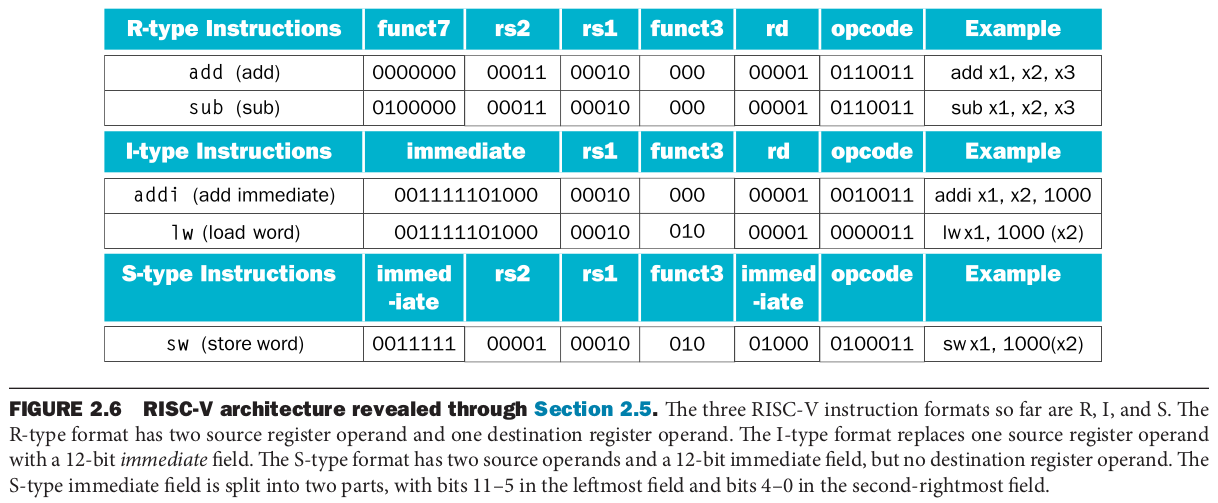 R-type Instructions funct7 rs2 rs1 funct3 rd opcode Example
add (add) 0000000 00011 00010 000 00001 0110011 add x1, x2, x3
sub (sub) 0100000 00011 00010 000 00001 0110011 sub x1, x2, x3
I-type Instructions immediate rs1 funct3 rd opcode Example
addi (add immediate) 001111101000 00010 000 00001 0010011 addi x1, x2, 1000
lw (load word) 001111101000 00010 010 00001 0000011 lw x1, 1000 (x2)
S-type Instructions immed -iate rs2 rs1 funct3 immed -iate opcode Example
sw (store word) 0011111 00001 00010 010 01000 0100011 sw x1, 1000(x2)
FIGURE 2.6 RISC-V architecture revealed through Section 2.5. The three RISC-V instruction formats so far are R, I, and S. The
R-type format has two source register operand and one destination register operand. The I-type format replaces one source register operand
with a 12-bit immediate field. The S-type format has two source operands and a 12-bit immediate field, but no destination register operand. The
S-type immediate field is split into two parts, with bits 11–5 in the leftmost field and bits 4–0 in the second-rightmost field.